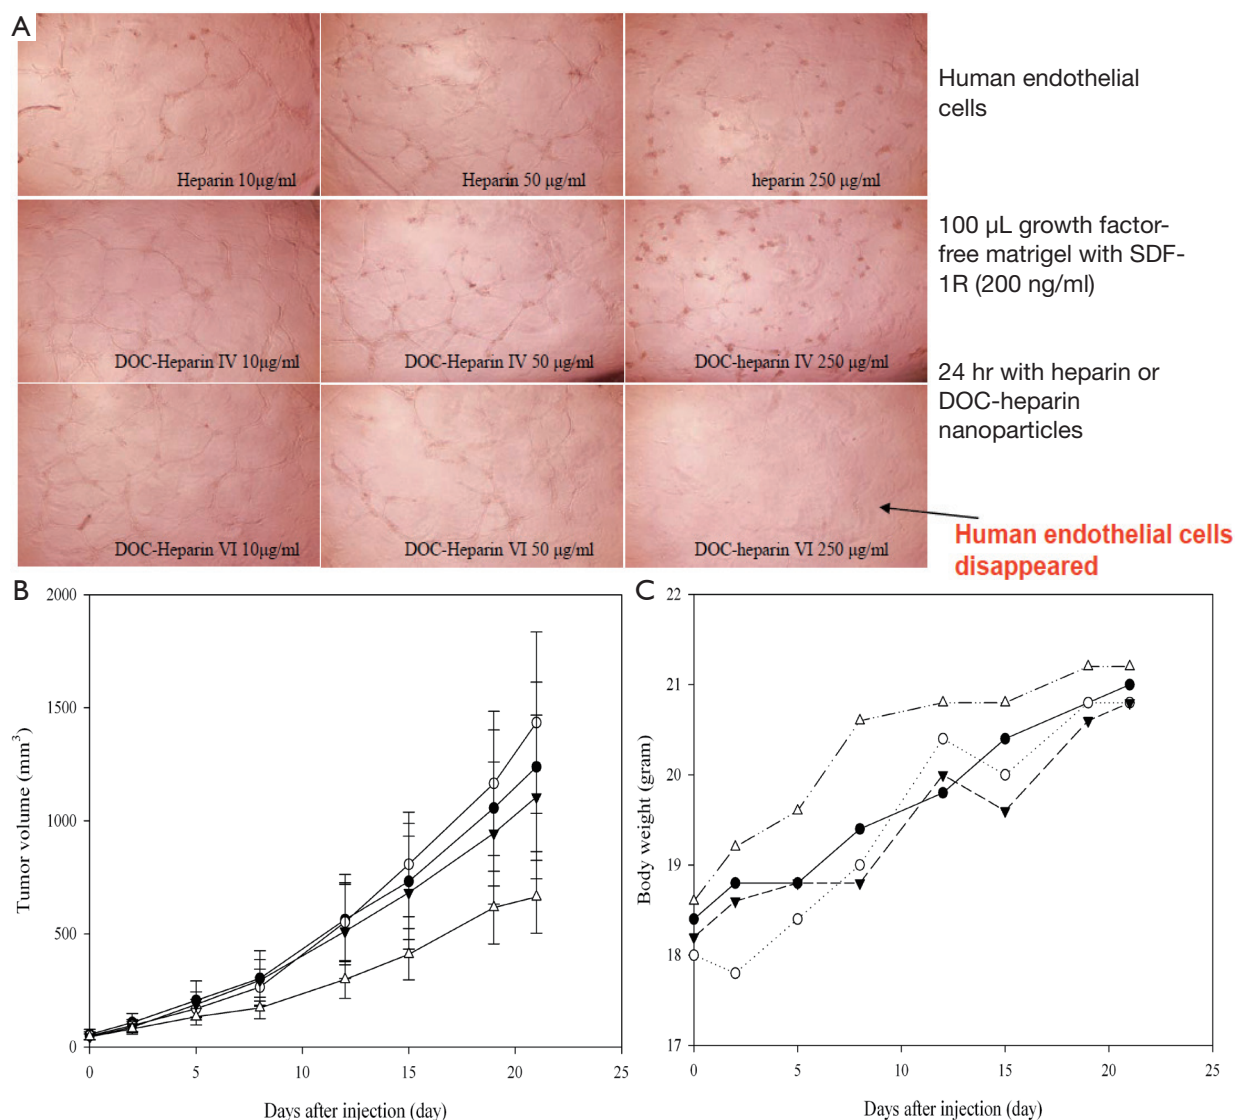 A
Heparin 10μg/ml
Heparin 50 μg/ml
heparin 250 μg/ml
DOC-Heparin IV 10μg/ml
DOC-Heparin IV 50 μg/ml
DOC-heparin IV 250 μg/ml
DOC-Heparin VI 10μg/ml
DOC-Heparin VI 50 μg/ml
DOC-heparin VI 250 μg/ml
Human endothelial
cells
100 μL growth factor-
free matrigel with SDF-
1R (200 ng/ml)
24 hr with heparin or
DOC-heparin
nanoparticles
Human endothelial cells
disappeared
B
2000
1500
1000
500
0
Tumor volume (mm³)
0 5 10 15 20 25
Days after injection (day)
C
22
21
20
19
18
17
Body weight (gram)
0 5 10 15 20 25
Days after injection (day)